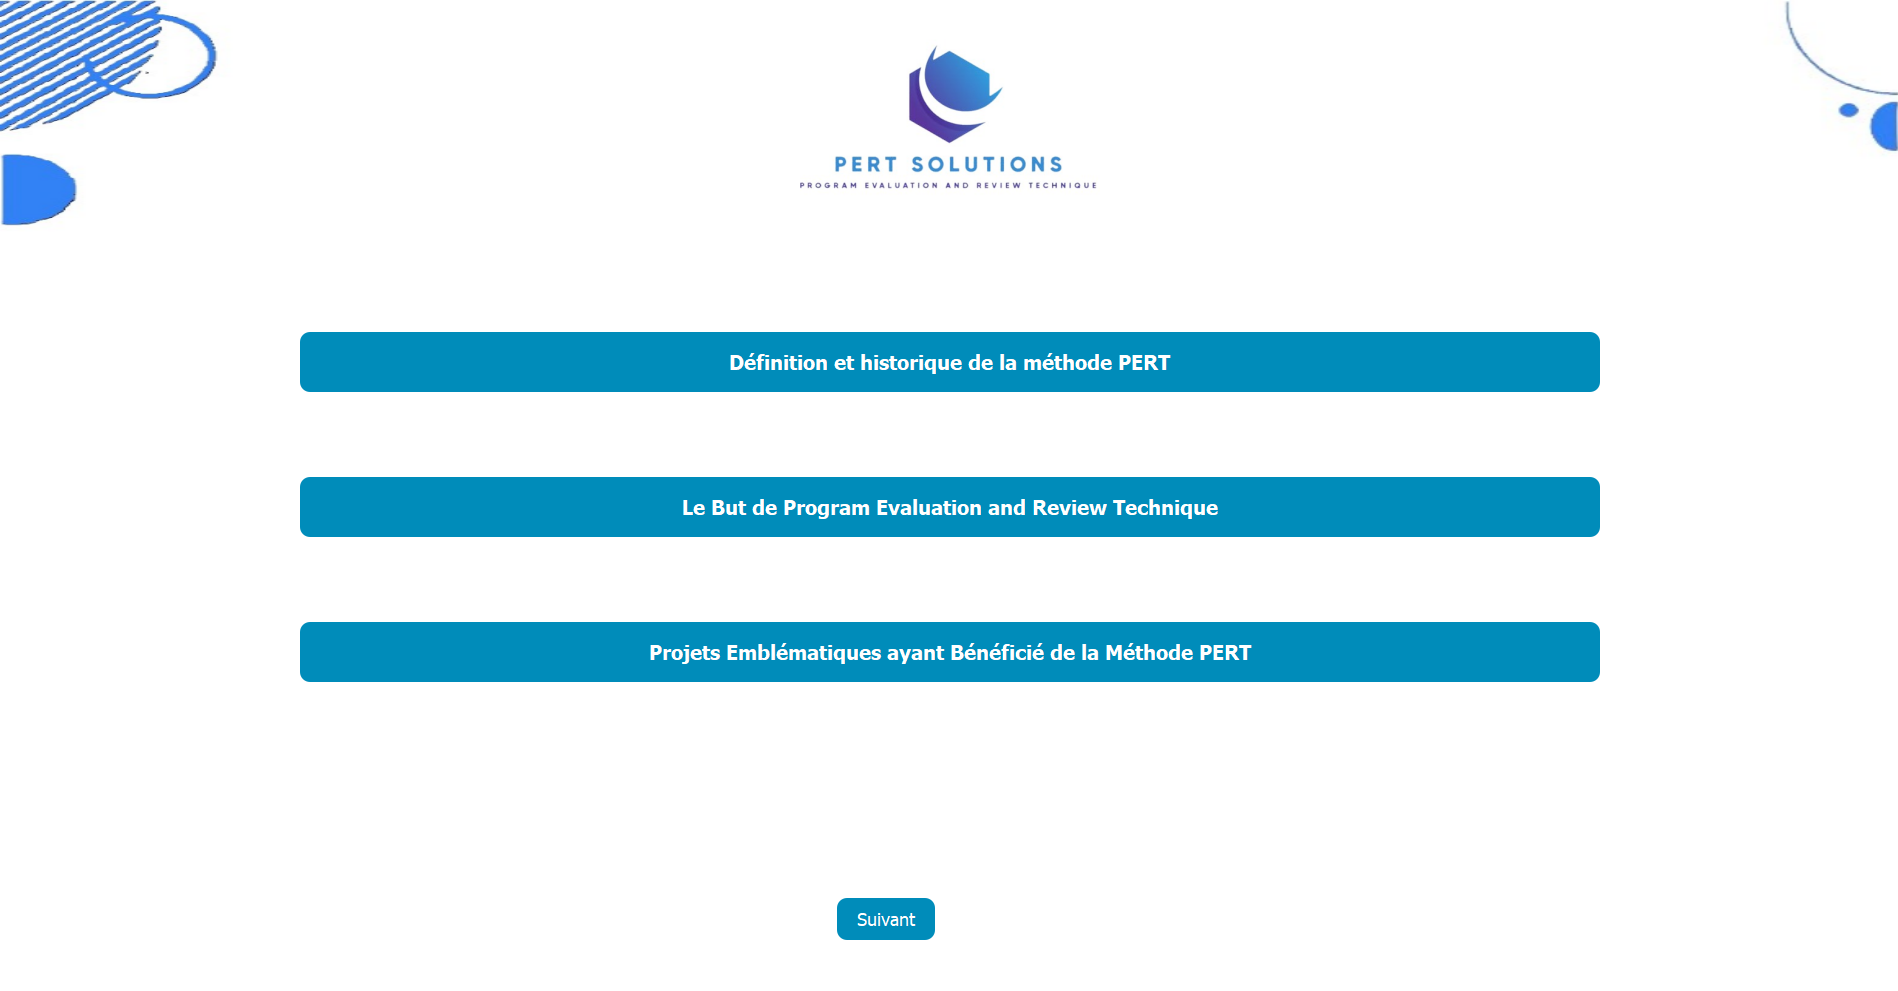 PERT SOLUTIONS
PROGRAM EVALUATION AND REVIEW TECHNIQUE
Définition et historique de la méthode PERT
Le But de Program Evaluation and Review Technique
Projets Emblématiques ayant Bénéficié de la Méthode PERT
Suivant